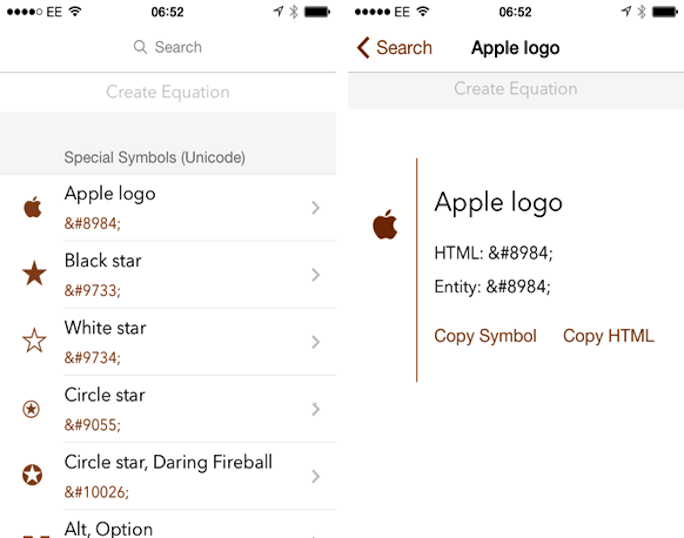 EE 06:52
Search
Create Equation
Special Symbols (Unicode)
Apple logo
&#8984;
Black star
&#9733;
White star
&#9734;
Circle star
&#9055;
Circle star, Daring Fireball
&#10026;
Alt, Option
EE 06:52
Search Apple logo
Create Equation
Apple logo
HTML: &#8984;
Entity: &#8984;
Copy Symbol Copy HTML